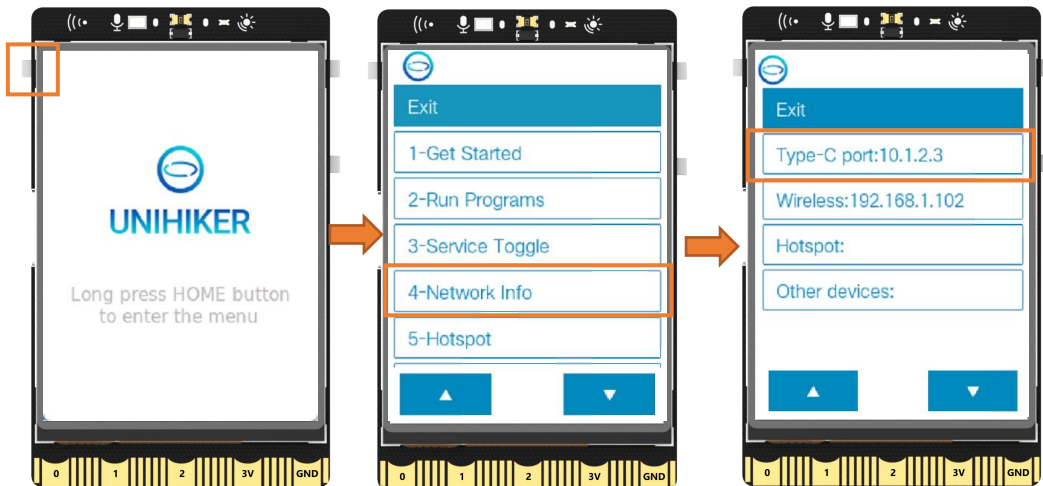 UNIHIKER
Long press HOME button
to enter the menu
0 1 2 3V GND
Exit
1-Get Started
2-Run Programs
3-Service Toggle
4-Network Info
5-Hotspot
0 1 2 3V GND
Exit
Type-C port:10.1.2.3
Wireless:192.168.1.102
Hotspot:
Other devices:
0 1 2 3V GND